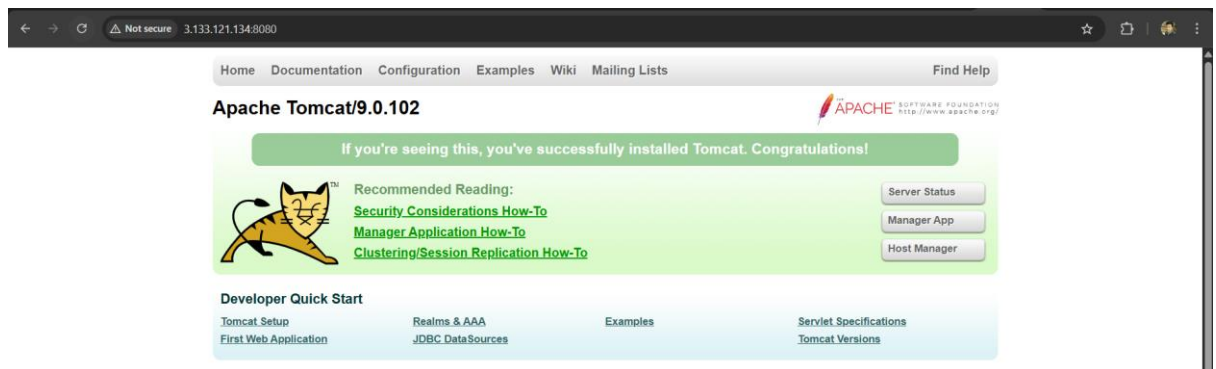 Not secure 3.133.121.134:8080
Home Documentation Configuration Examples Wiki Mailing Lists Find Help
Apache Tomcat/9.0.102
THE
APACHE SOFTWARE FOUNDATION
http://www.apache.org/
If you're seeing this, you've successfully installed Tomcat. Congratulations!
TM
Recommended Reading:
Security Considerations How-To
Manager Application How-To
Clustering/Session Replication How-To
Server Status
Manager App
Host Manager
Developer Quick Start
Tomcat Setup Realms & AAA Examples Servlet Specifications
First Web Application JDBC DataSources Tomcat Versions